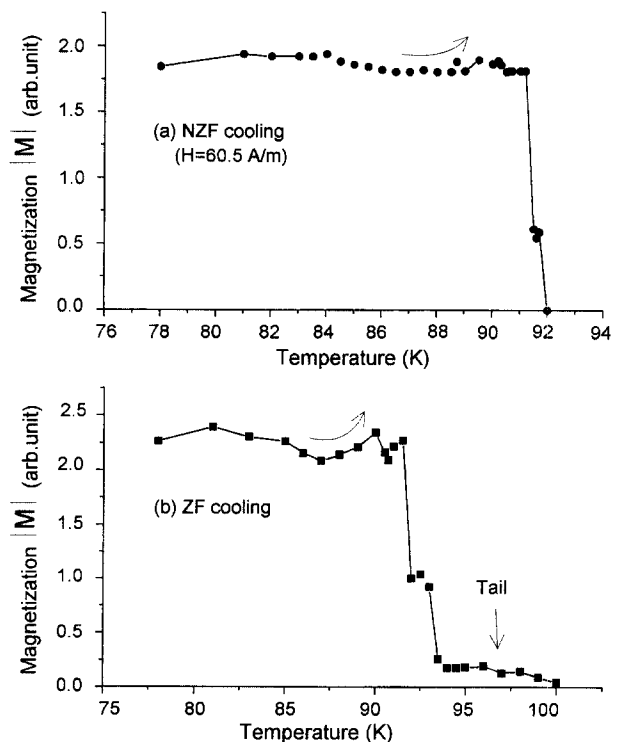 2.0
1.5
1.0
0.5
0.0
Magnetization |M| (arb.unit)
(a) NZF cooling
(H=60.5 A/m)
76 78 80 82 84 86 88 90 92 94
Temperature (K)
2.5
2.0
1.5
1.0
0.5
0.0
Magnetization |M| (arb.unit)
(b) ZF cooling
Tail
75 80 85 90 95 100
Temperature (K)